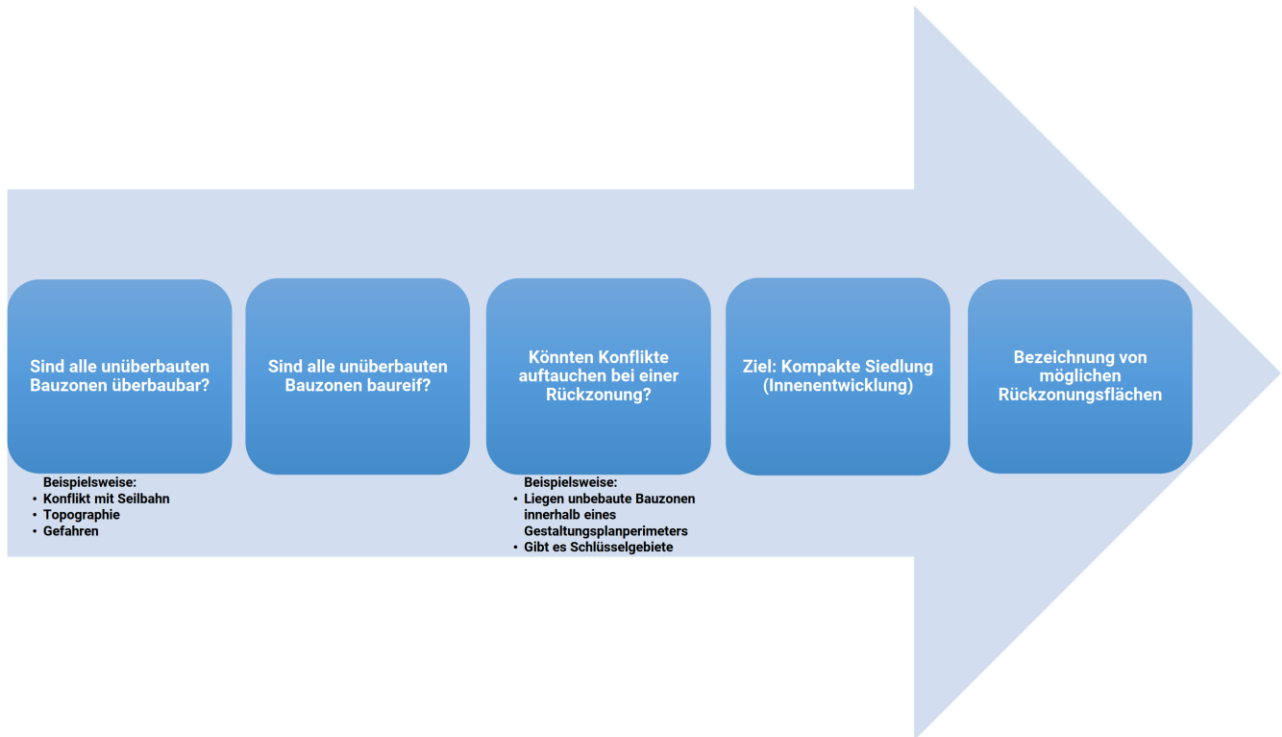 Sind alle unüberbauten
Bauzonen überbaubar?
Beispielsweise:
• Konflikt mit Seilbahn
• Topographie
• Gefahren
Sind alle unüberbauten
Bauzonen baureif?
Könnten Konflikte
auftauchen bei einer
Rückzonung?
Beispielsweise:
• Liegen unbebaute Bauzonen
innerhalb eines
Gestaltungsplanperimeters
• Gibt es Schlüsselgebiete
Ziel: Kompakte Siedlung
(Innenentwicklung)
Bezeichnung von
möglichen
Rückzonungsflächen